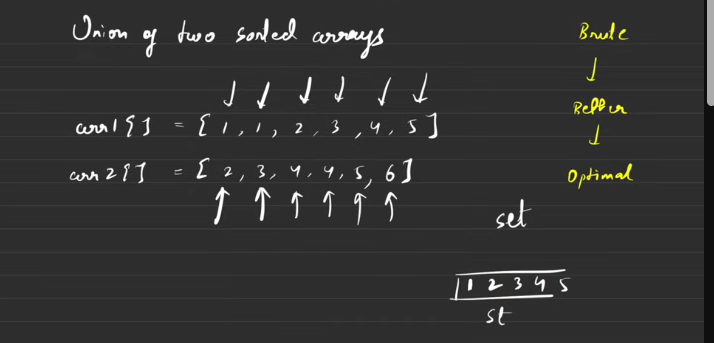 Union of two sorted arrays
Brute
arr1[] = [1, 1, 2, 3, 4, 5]
Better
arr2[] = [2, 3, 4, 4, 5, 6]
Optimal
set
1 2 3 4 5
st